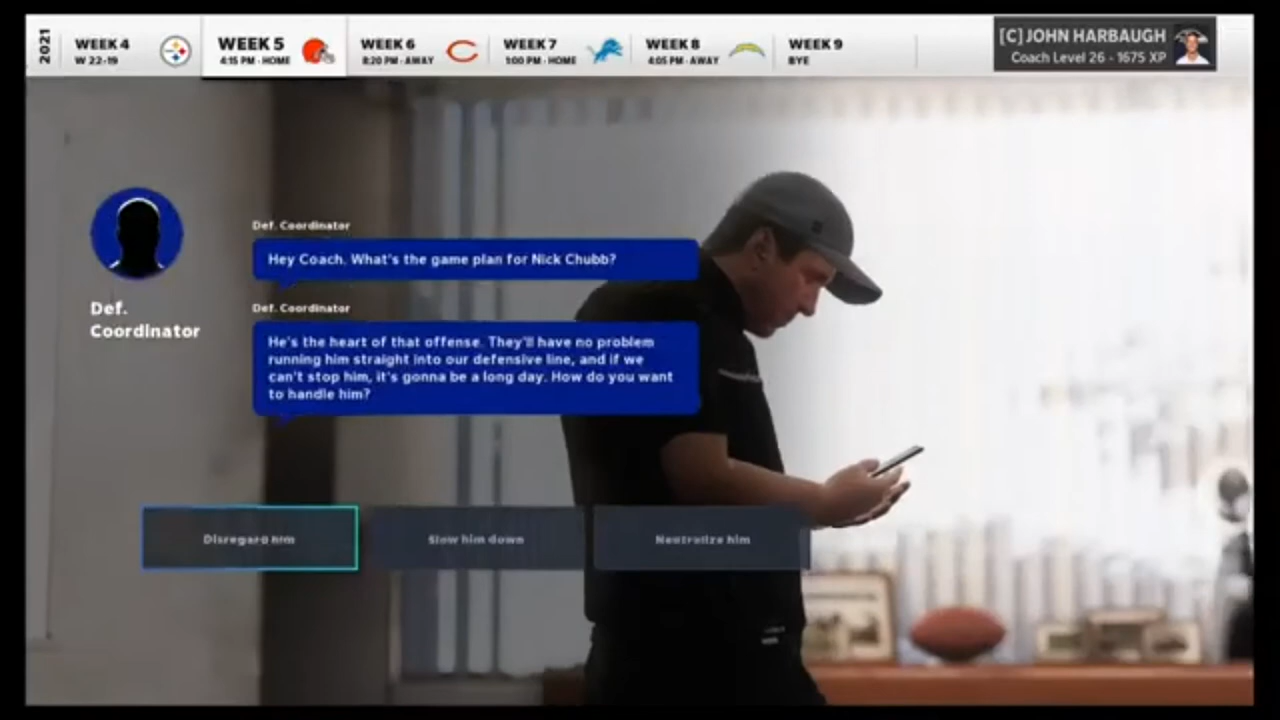 2021
WEEK 4
W 22-19
WEEK 5
4:15 PM - HOME
WEEK 6
8:20 PM - AWAY
WEEK 7
1:00 PM - HOME
WEEK 8
4:05 PM - AWAY
WEEK 9
BYE
[C] JOHN HARBAUGH
Coach Level 26 - 1675 XP
Def. Coordinator
Hey Coach. What's the game plan for Nick Chubb?
Def.
Coordinator
Def. Coordinator
He's the heart of that offense. They'll have no problem
running him straight into our defensive line, and if we
can't stop him, it's gonna be a long day. How do you want
to handle him?
Disregard him
Slow him down
Neutralize him